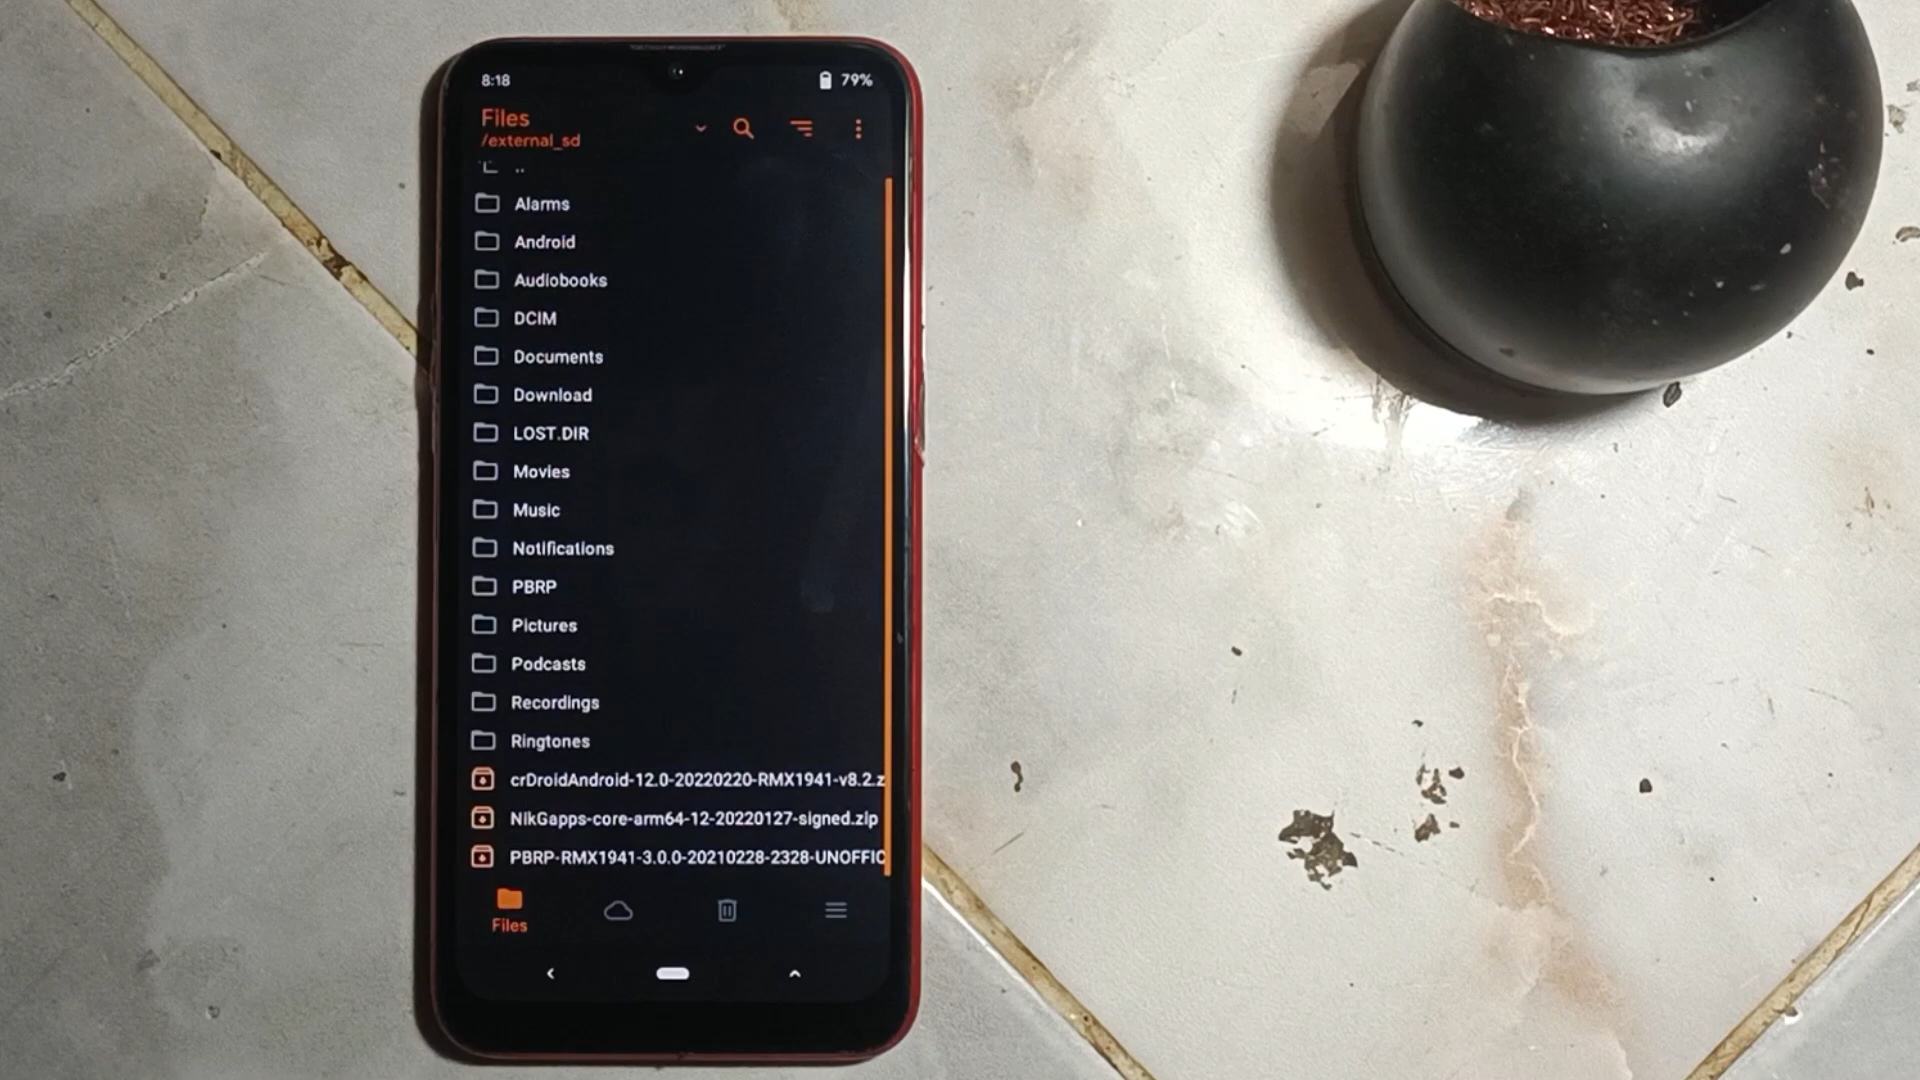 8:18
79%
Files
/external_sd
..
Alarms
Android
Audiobooks
DCIM
Documents
Download
LOST.DIR
Movies
Music
Notifications
PBRP
Pictures
Podcasts
Recordings
Ringtones
crDroidAndroid-12.0-20220220-RMX1941-v8.2.z
NikGapps-core-arm64-12-20220127-signed.zip
PBRP-RMX1941-3.0.0-20210228-2328-UNOFFIC
Files